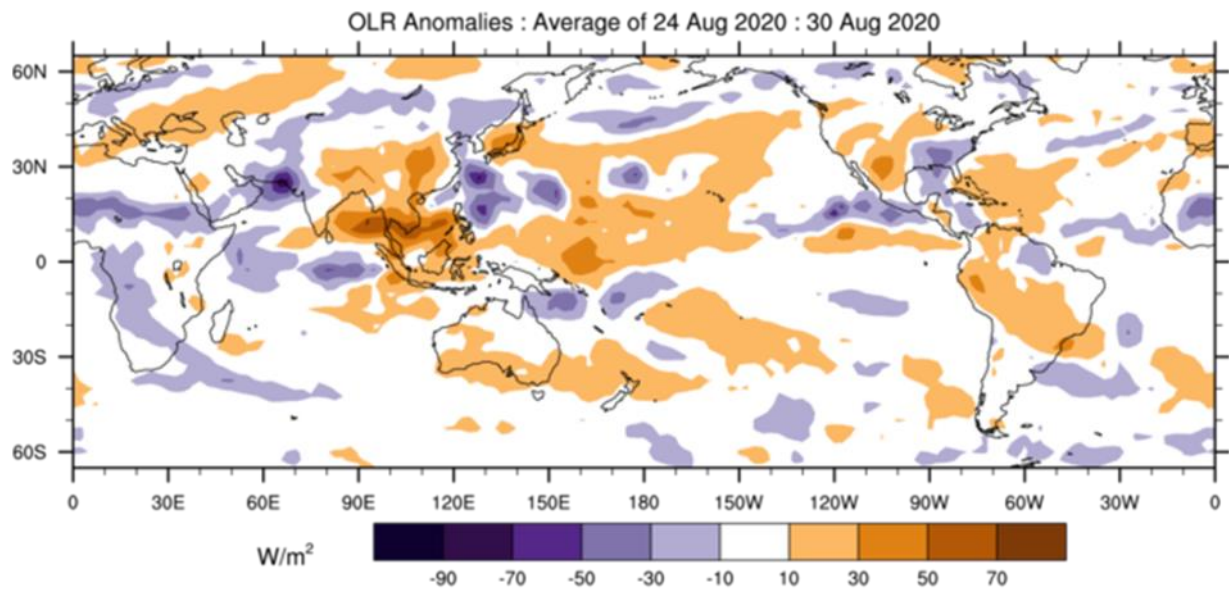 OLR Anomalies : Average of 24 Aug 2020 : 30 Aug 2020
60N
30N
0
30S
60S
0 30E 60E 90E 120E 150E 180 150W 120W 90W 60W 30W 0
W/m²
-90 -70 -50 -30 -10 10 30 50 70